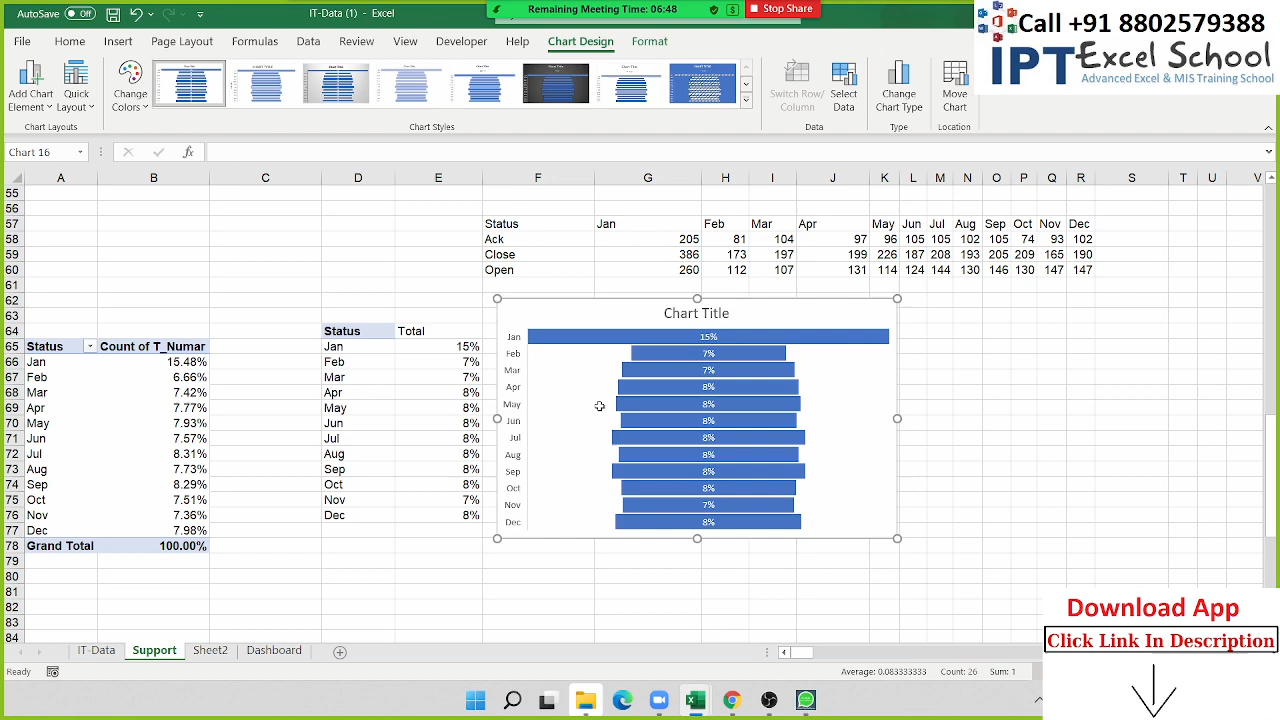 AutoSave Off IT-Data (1) - Excel
Remaining Meeting Time: 06:48 $ Stop Share
Call +91 8802579388
IPT Excel School
Advanced Excel & MIS Training School
File Home Insert Page Layout Formulas Data Review View Developer Help Chart Design Format
Add Chart Element Quick Layout Change Colors Switch Row/Column Select Data Change Chart Type Move Chart
Chart Layouts Chart Styles Data Type Location
Chart 16 fx
A B C D E F G H I J K L M N O P Q R S T U V
55
56
57 Status Jan Feb Mar Apr May Jun Jul Aug Sep Oct Nov Dec
58 Ack 205 81 104 97 96 105 105 102 105 74 93 102
59 Close 386 173 197 199 226 187 208 193 205 209 165 190
60 Open 260 112 107 131 114 124 144 130 146 130 147 147
61
62
63
64 Status Total
65 Status Count of T_Numar Jan 15%
66 Jan 15.48% Feb 7%
67 Feb 6.66% Mar 7%
68 Mar 7.42% Apr 8%
69 Apr 7.77% May 8%
70 May 7.93% Jun 8%
71 Jun 7.57% Jul 8%
72 Jul 8.31% Aug 8%
73 Aug 7.73% Sep 8%
74 Sep 8.29% Oct 8%
75 Oct 7.51% Nov 7%
76 Nov 7.36% Dec 8%
77 Dec 7.98%
78 Grand Total 100.00%
79
80
81
82
83
84
Chart Title
Jan 15%
Feb 7%
Mar 7%
Apr 8%
May 8%
Jun 8%
Jul 8%
Aug 8%
Sep 8%
Oct 8%
Nov 7%
Dec 8%
Download App
Click Link In Description
IT-Data Support Sheet2 Dashboard
Ready Average: 0.083333333 Count: 26 Sum: 1